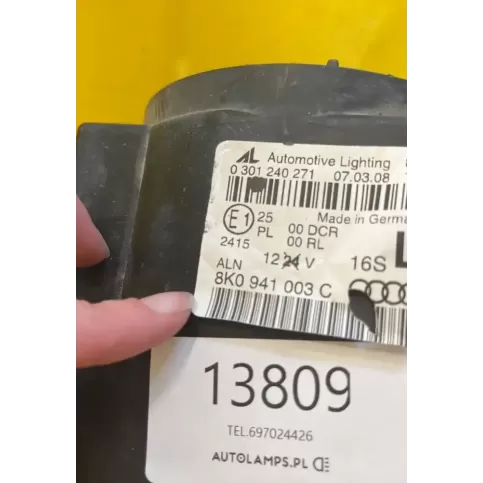 AL Automotive Lighting
0 301 240 271 07.03.08
Made in German
E1 25 PL 00 DCR
2415 00 RL
ALN 12 24 V 16S L
8K0 941 003 C
13809
TEL.697024426
AUTOLAMPS.PL